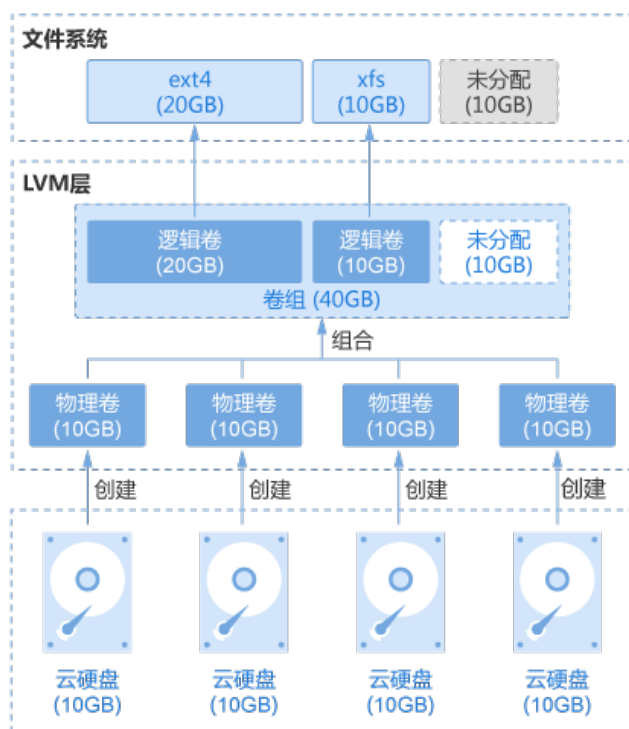 文件系统
ext4
(20GB)
xfs
(10GB)
未分配
(10GB)
LVM层
逻辑卷
(20GB)
逻辑卷
(10GB)
未分配
(10GB)
卷组 (40GB)
组合
物理卷
(10GB)
物理卷
(10GB)
物理卷
(10GB)
物理卷
(10GB)
创建
创建
创建
创建
云硬盘
(10GB)
云硬盘
(10GB)
云硬盘
(10GB)
云硬盘
(10GB)